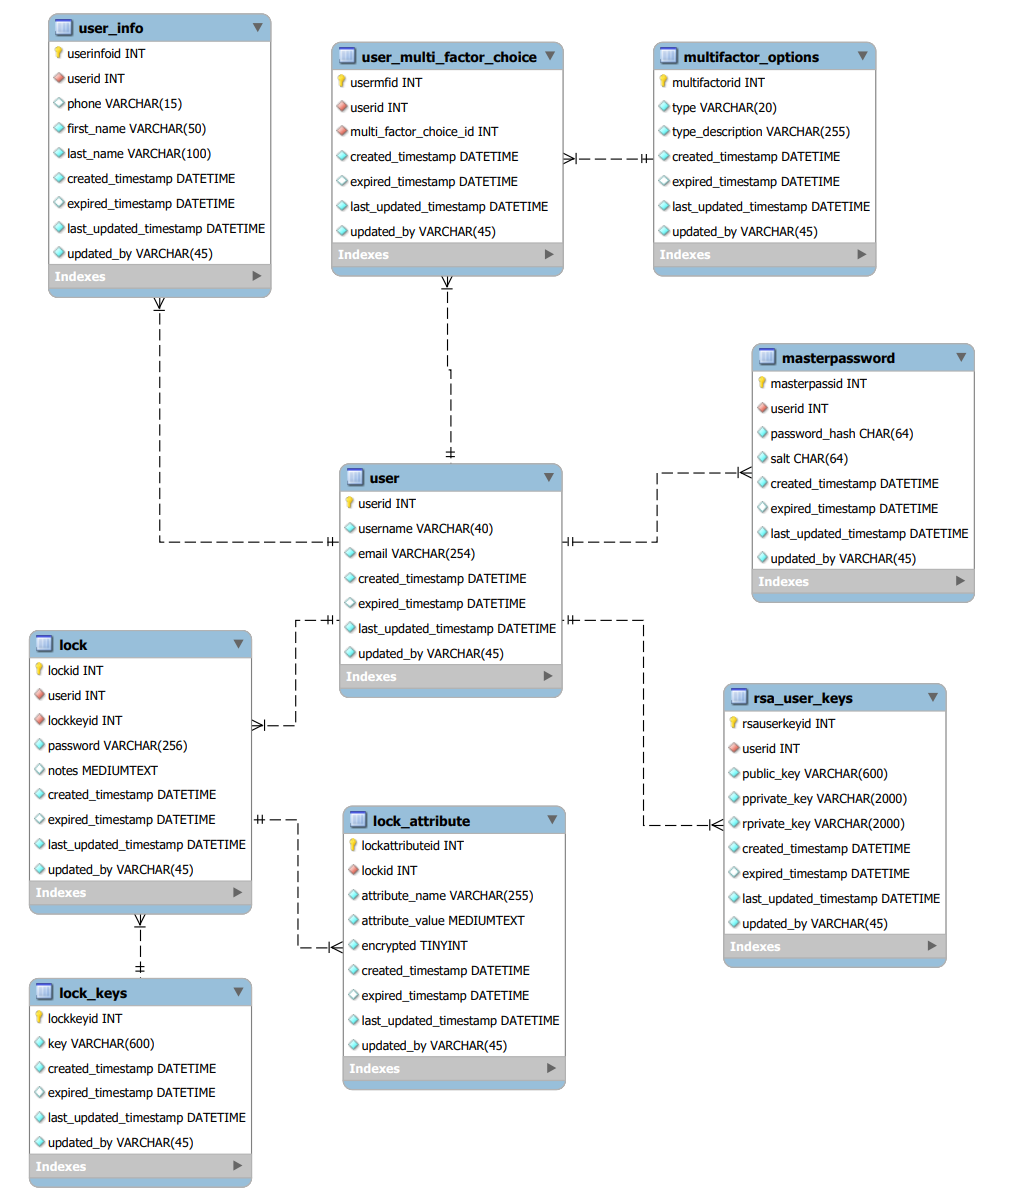 user_info
userinfoid INT
userid INT
phone VARCHAR(15)
first_name VARCHAR(50)
last_name VARCHAR(100)
created_timestamp DATETIME
expired_timestamp DATETIME
last_updated_timestamp DATETIME
updated_by VARCHAR(45)
Indexes
user_multi_factor_choice
usermfid INT
userid INT
multi_factor_choice_id INT
created_timestamp DATETIME
expired_timestamp DATETIME
last_updated_timestamp DATETIME
updated_by VARCHAR(45)
Indexes
multifactor_options
multifactorid INT
type VARCHAR(20)
type_description VARCHAR(255)
created_timestamp DATETIME
expired_timestamp DATETIME
last_updated_timestamp DATETIME
updated_by VARCHAR(45)
Indexes
masterpassword
masterpassid INT
userid INT
password_hash CHAR(64)
salt CHAR(64)
created_timestamp DATETIME
expired_timestamp DATETIME
last_updated_timestamp DATETIME
updated_by VARCHAR(45)
Indexes
user
userid INT
username VARCHAR(40)
email VARCHAR(254)
created_timestamp DATETIME
expired_timestamp DATETIME
last_updated_timestamp DATETIME
updated_by VARCHAR(45)
Indexes
lock
lockid INT
userid INT
lockkeyid INT
password VARCHAR(256)
notes MEDIUMTEXT
created_timestamp DATETIME
expired_timestamp DATETIME
last_updated_timestamp DATETIME
updated_by VARCHAR(45)
Indexes
rsa_user_keys
rsauserkeyid INT
userid INT
public_key VARCHAR(600)
pprivate_key VARCHAR(2000)
rprivate_key VARCHAR(2000)
created_timestamp DATETIME
expired_timestamp DATETIME
last_updated_timestamp DATETIME
updated_by VARCHAR(45)
Indexes
lock_attribute
lockattributeid INT
lockid INT
attribute_name VARCHAR(255)
attribute_value MEDIUMTEXT
encrypted TINYINT
created_timestamp DATETIME
expired_timestamp DATETIME
last_updated_timestamp DATETIME
updated_by VARCHAR(45)
Indexes
lock_keys
lockkeyid INT
key VARCHAR(600)
created_timestamp DATETIME
expired_timestamp DATETIME
last_updated_timestamp DATETIME
updated_by VARCHAR(45)
Indexes